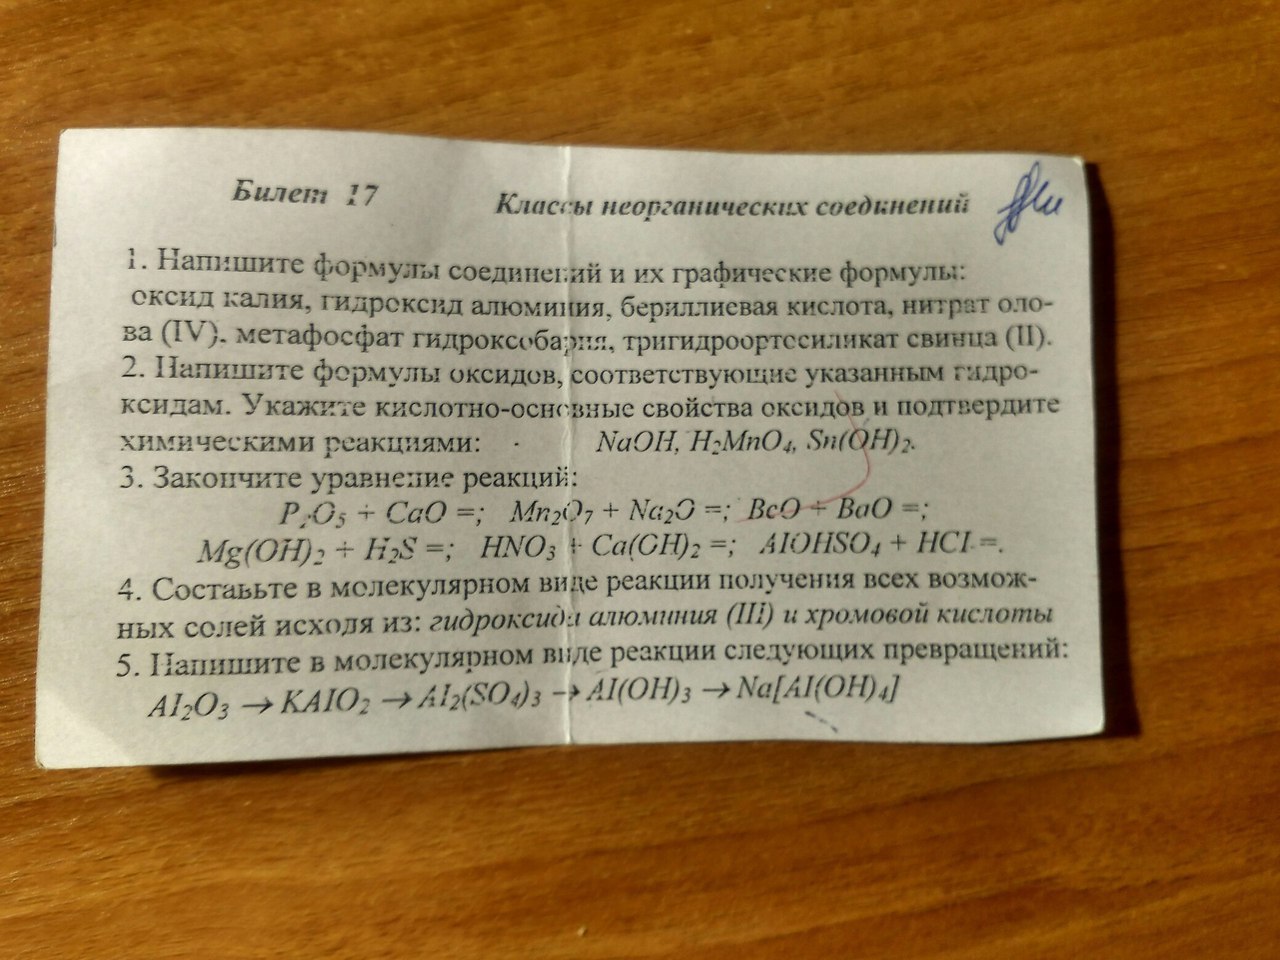 Билет 17 Классы неорганических соединений
1. Напишите формулы соединений и их графические формулы:
оксид калия, гидроксид алюминия, бериллиевая кислота, нитрат оло-
ва (IV), метафосфат гидроксобария, тригидроортосиликат свинца (II).
2. Напишите формулы оксидов, соответствующие указанным гидро-
ксидам. Укажите кислотно-основные свойства оксидов и подтвердите
химическими реакциями: NaOH, H₂MnO₄, Sn(OH)₂.
3. Закончите уравнение реакций:
P₂O₅ + CaO =; Mn₂O₇ + Na₂O =; BeO + BaO =;
Mg(OH)₂ + H₂S =; HNO₃ + Ca(OH)₂ =; AlOHSO₄ + HCl =.
4. Составьте в молекулярном виде реакции получения всех возмож-
ных солей исходя из: гидроксида алюминия (III) и хромовой кислоты
5. Напишите в молекулярном виде реакции следующих превращений:
Al₂O₃ → KAlO₂ → Al₂(SO₄)₃ → Al(OH)₃ → Na[Al(OH)₄]